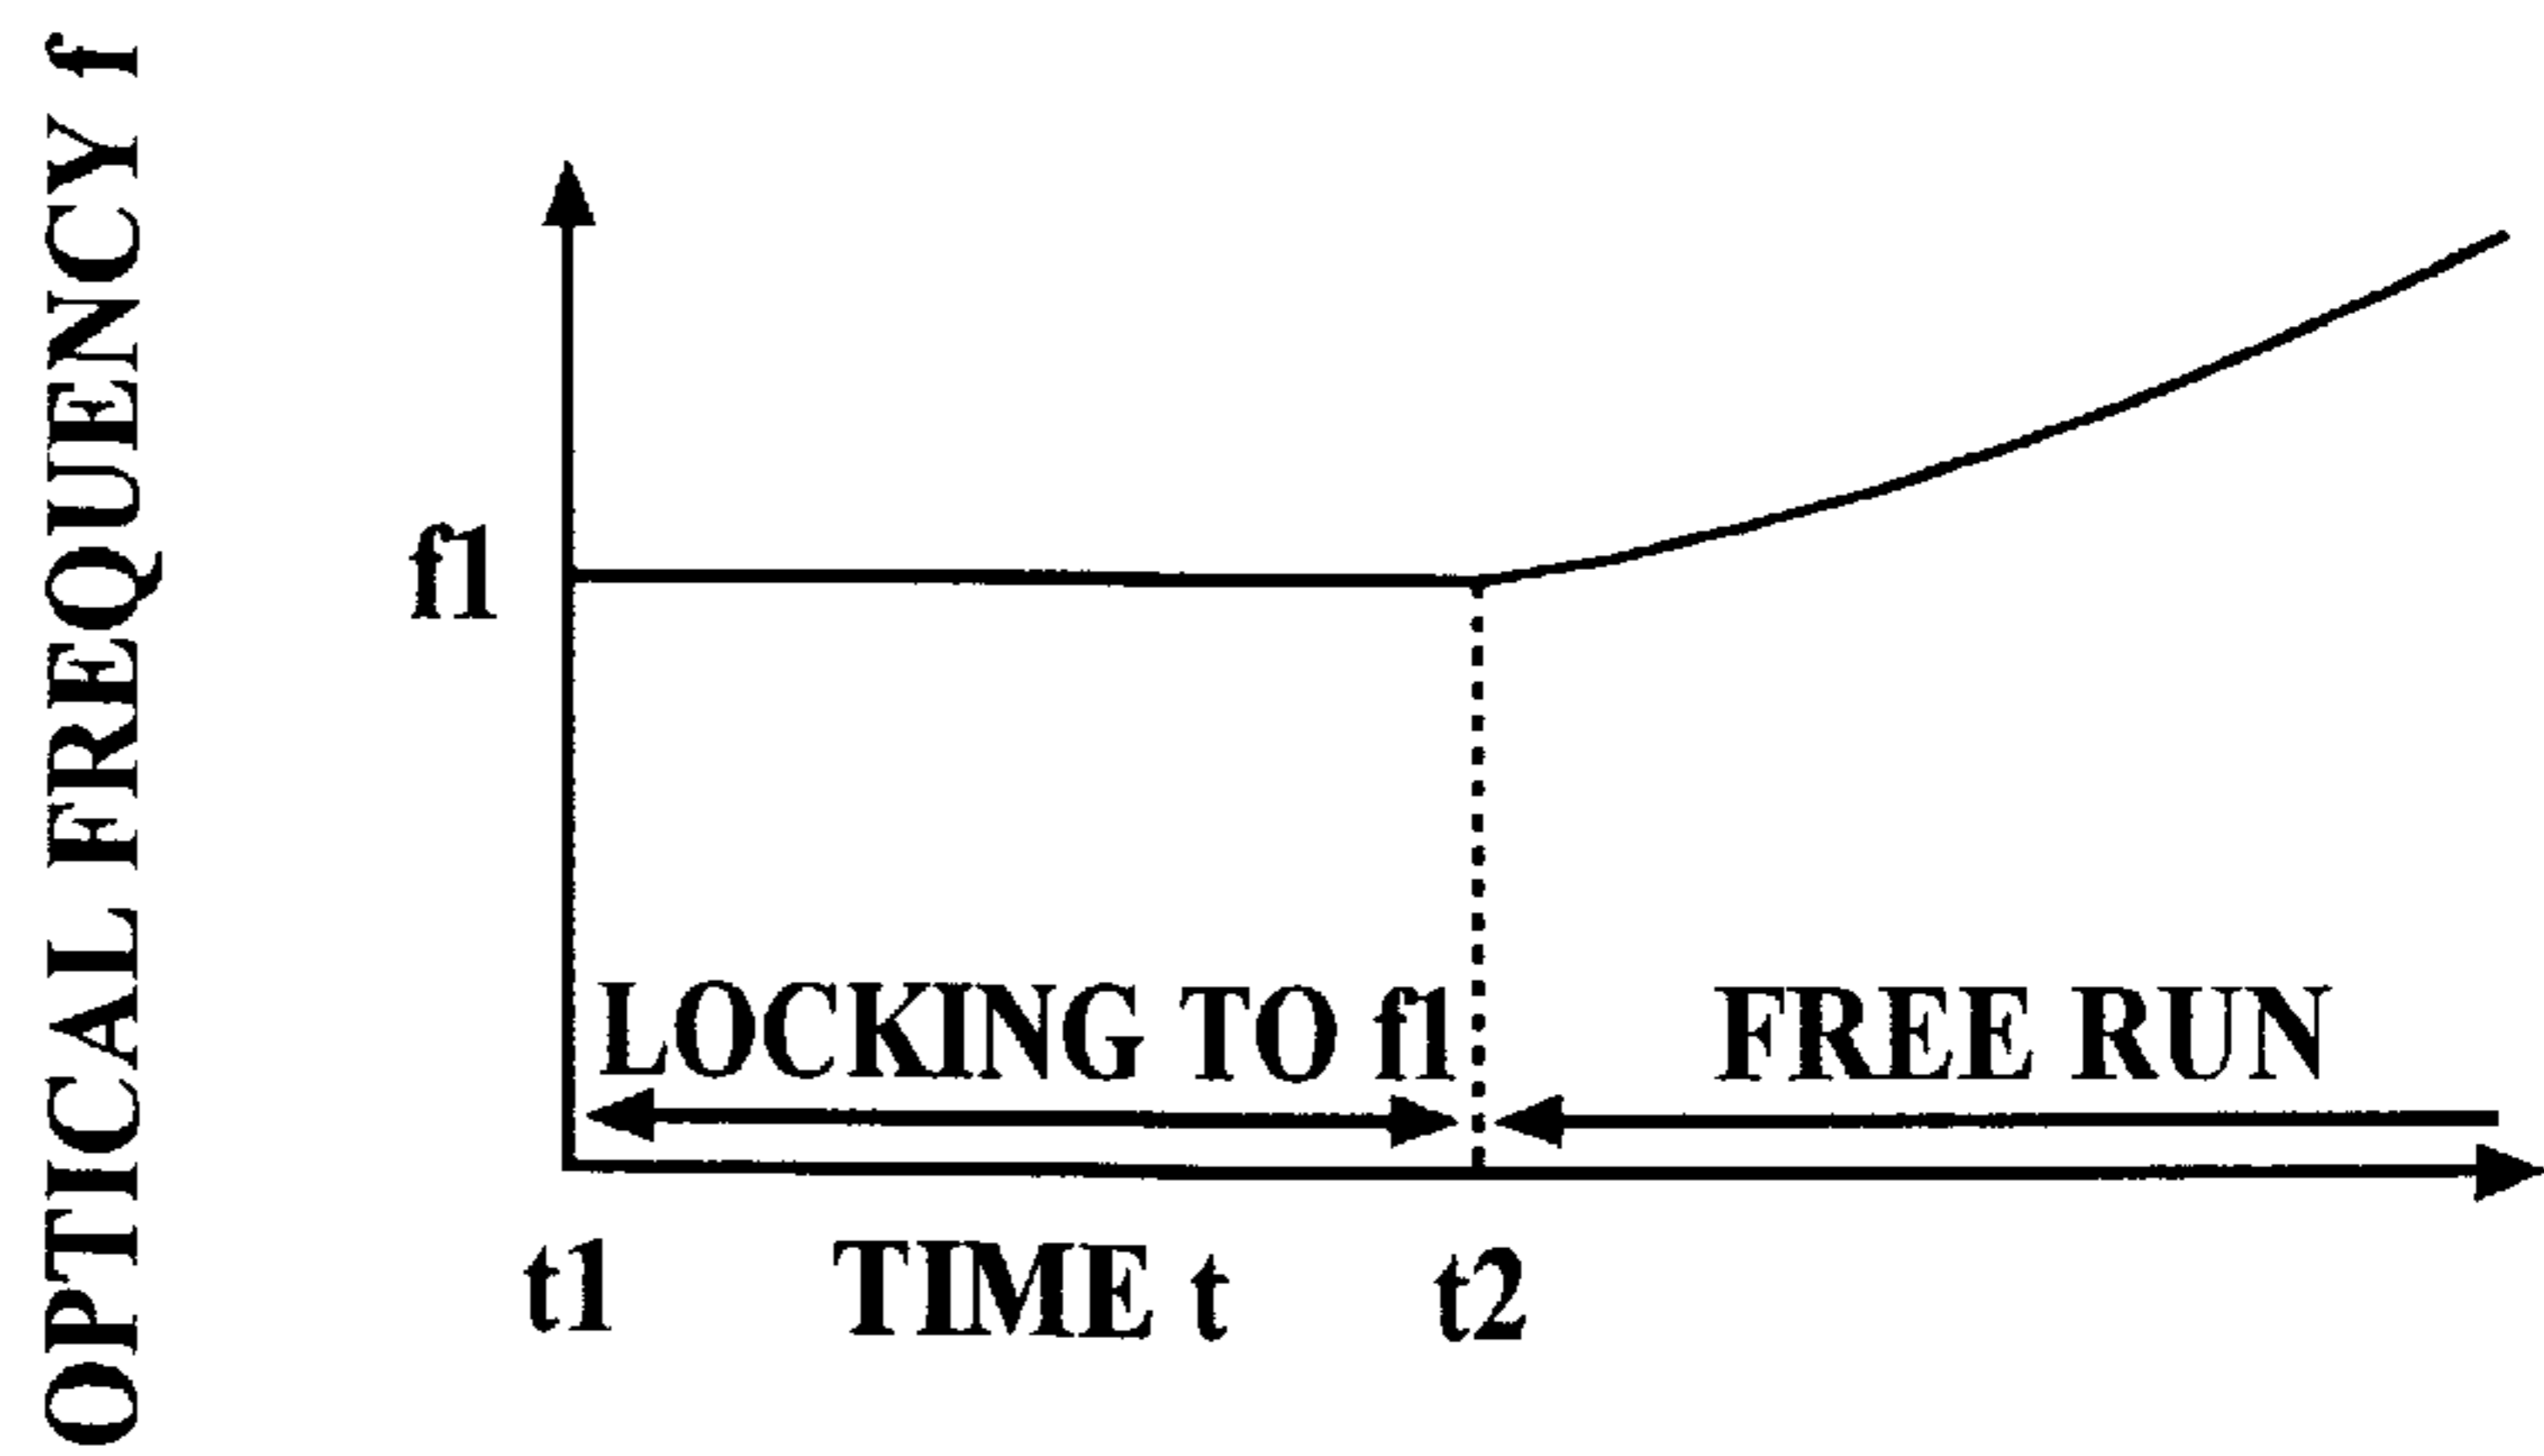 OPTICAL FREQUENCY f
f1
LOCKING TO f1
FREE RUN
t1
TIME t
t2